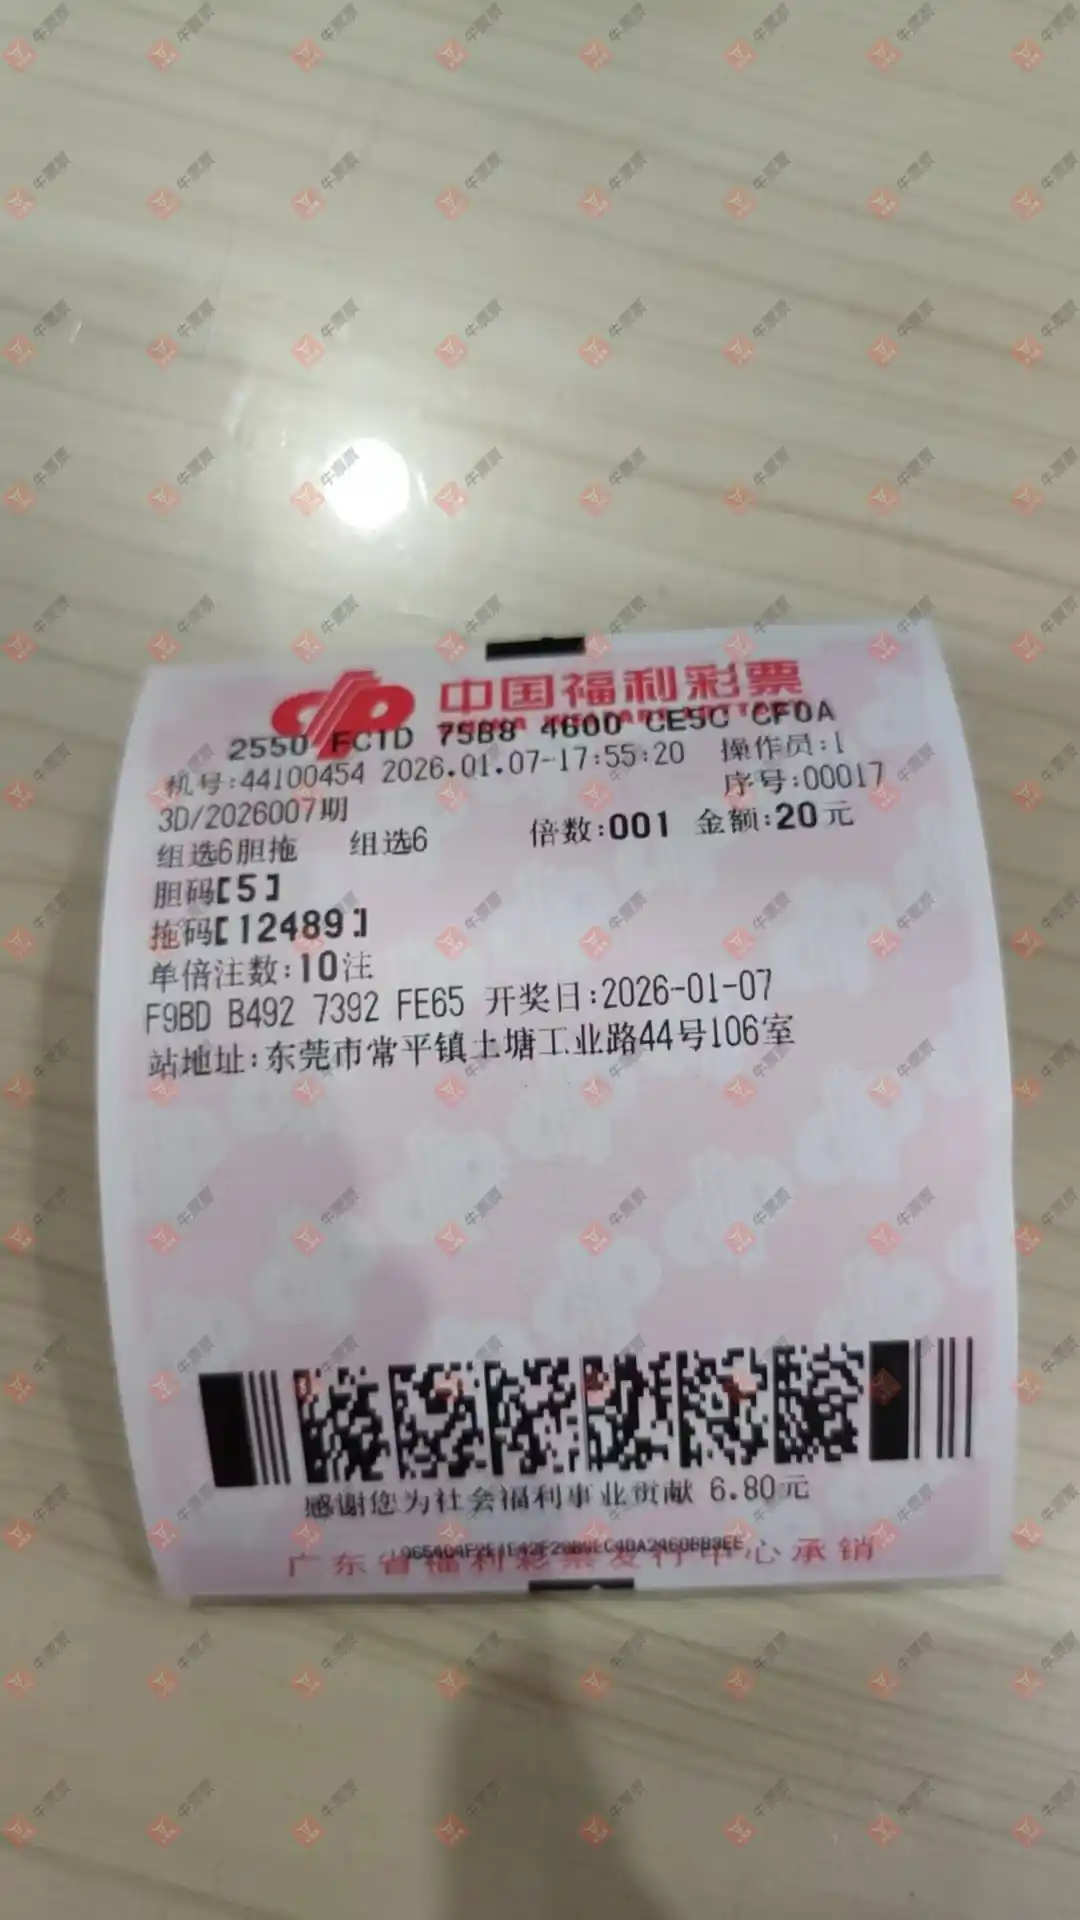 中国福利彩票
2550 FC1D 75B8 4600 CE5C CF0A
机号:44100454 2026.01.07-17:55:20 操作员:1
3D/2026007期 序号:00017
组选6胆拖 组选6 倍数:001 金额:20元
胆码[5]
拖码[12489]
单倍注数:10注
F9BD B492 7392 FE65 开奖日:2026-01-07
站地址:东莞市常平镇土塘工业路44号106室
感谢您为社会福利事业贡献 6.80元
广东省福利彩票发行中心承销
牛票票